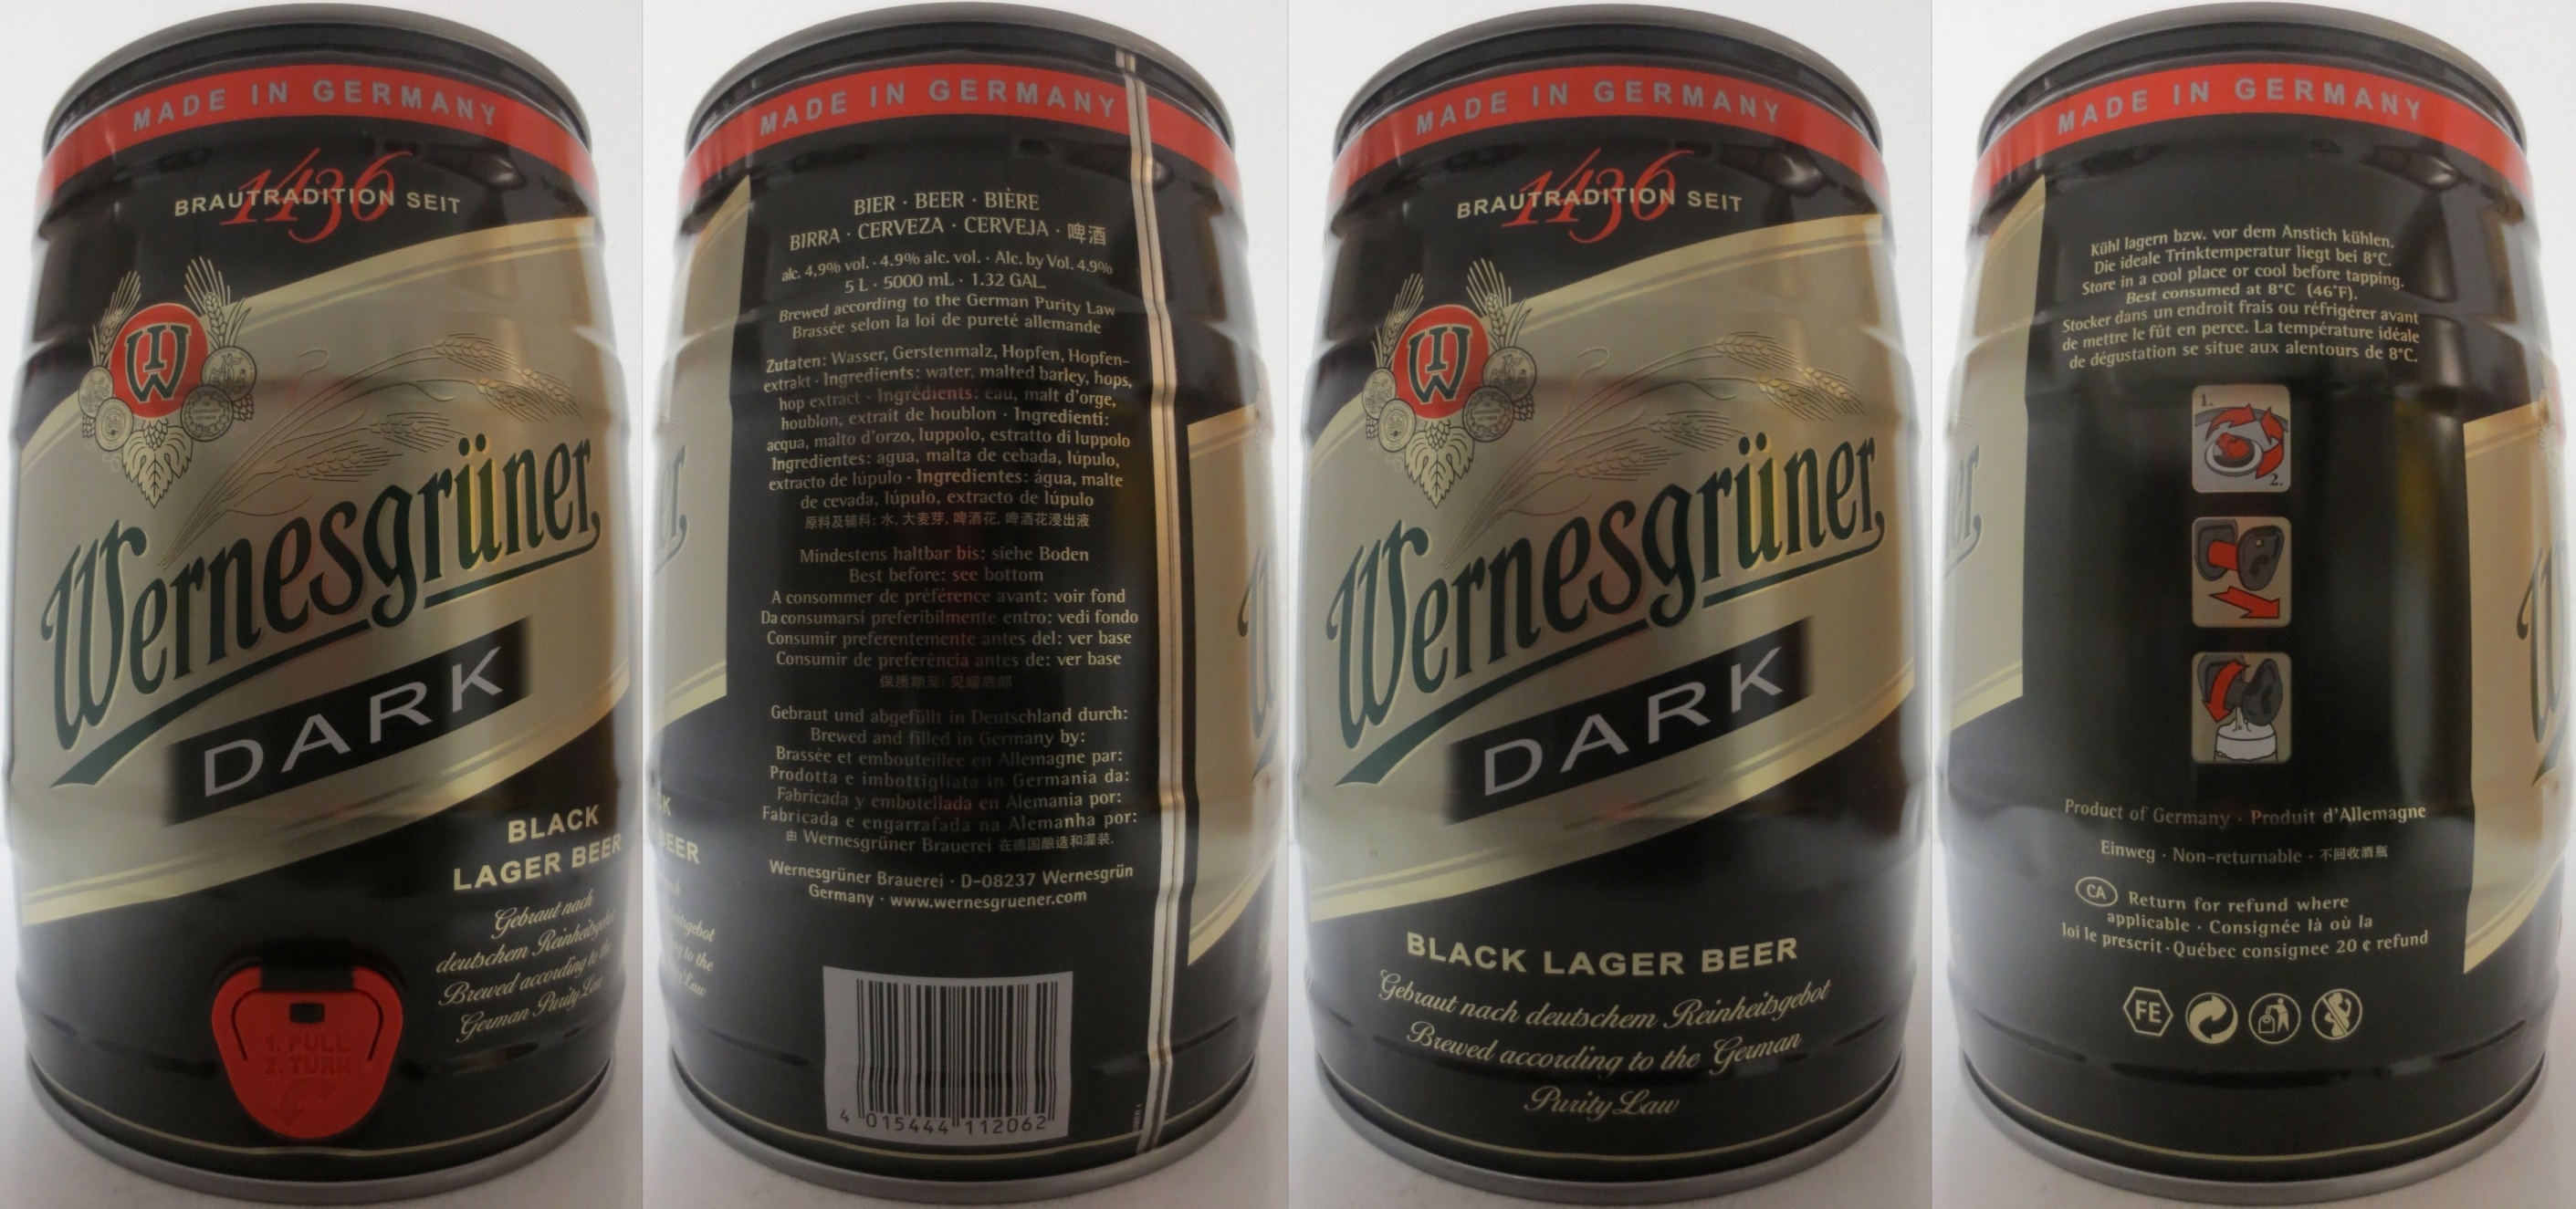 MADE IN GERMANY
1436
BRAUTRADITION SEIT
W
Wernesgrüner
DARK
BLACK
LAGER BEER
Gebraut nach
deutschem Reinheitsgebot
Brewed according to the
German Purity Law
1. PULL
2. TURN
MADE IN GERMANY
BIER · BEER · BIÈRE
BIRRA · CERVEZA · CERVEJA · 啤酒
alc. 4,9% vol. · 4.9% alc. vol. · Alc. by Vol. 4.9%
5 L · 5000 mL · 1.32 GAL.
Brewed according to the German Purity Law
Brassée selon la loi de pureté allemande
Zutaten: Wasser, Gerstenmalz, Hopfen, Hopfen-
extrakt · Ingredients: water, malted barley, hops,
hop extract · Ingrédients: eau, malt d'orge,
houblon, extrait de houblon · Ingredienti:
acqua, malto d'orzo, luppolo, estratto di luppolo
Ingredientes: agua, malta de cebada, lúpulo,
extracto de lúpulo · Ingredientes: água, malte
de cevada, lúpulo, extracto de lúpulo
原料及辅料: 水, 大麦芽, 啤酒花, 啤酒花浸出液
Mindestens haltbar bis: siehe Boden
Best before: see bottom
A consommer de préférence avant: voir fond
Da consumarsi preferibilmente entro: vedi fondo
Consumir preferentemente antes del: ver base
Consumir de preferência antes de: ver base
保质期至: 见罐底部
Gebraut und abgefüllt in Deutschland durch:
Brewed and filled in Germany by:
Brassée et embouteillée en Allemagne par:
Prodotta e imbottigliata in Germania da:
Fabricada y embotellada en Alemania por:
Fabricada e engarrafada na Alemanha por:
由 Wernesgrüner Brauerei 在德国酿造和灌装.
Wernesgrüner Brauerei · D-08237 Wernesgrün
Germany · www.wernesgruener.com
4 015444 112062
MADE IN GERMANY
1436
BRAUTRADITION SEIT
W
Wernesgrüner
DARK
BLACK LAGER BEER
Gebraut nach deutschem Reinheitsgebot
Brewed according to the German
Purity Law
MADE IN GERMANY
Kühl lagern bzw. vor dem Anstich kühlen.
Die ideale Trinktemperatur liegt bei 8°C.
Store in a cool place or cool before tapping.
Best consumed at 8°C (46°F).
Stocker dans un endroit frais ou réfrigérer avant
de mettre le fût en perce. La température idéale
de dégustation se situe aux alentours de 8°C.
1.
2.
Product of Germany · Produit d'Allemagne
Einweg · Non-returnable · 不回收酒瓶
CA Return for refund where
applicable · Consignée là où la
loi le prescrit · Québec consignee 20 ¢ refund
FE